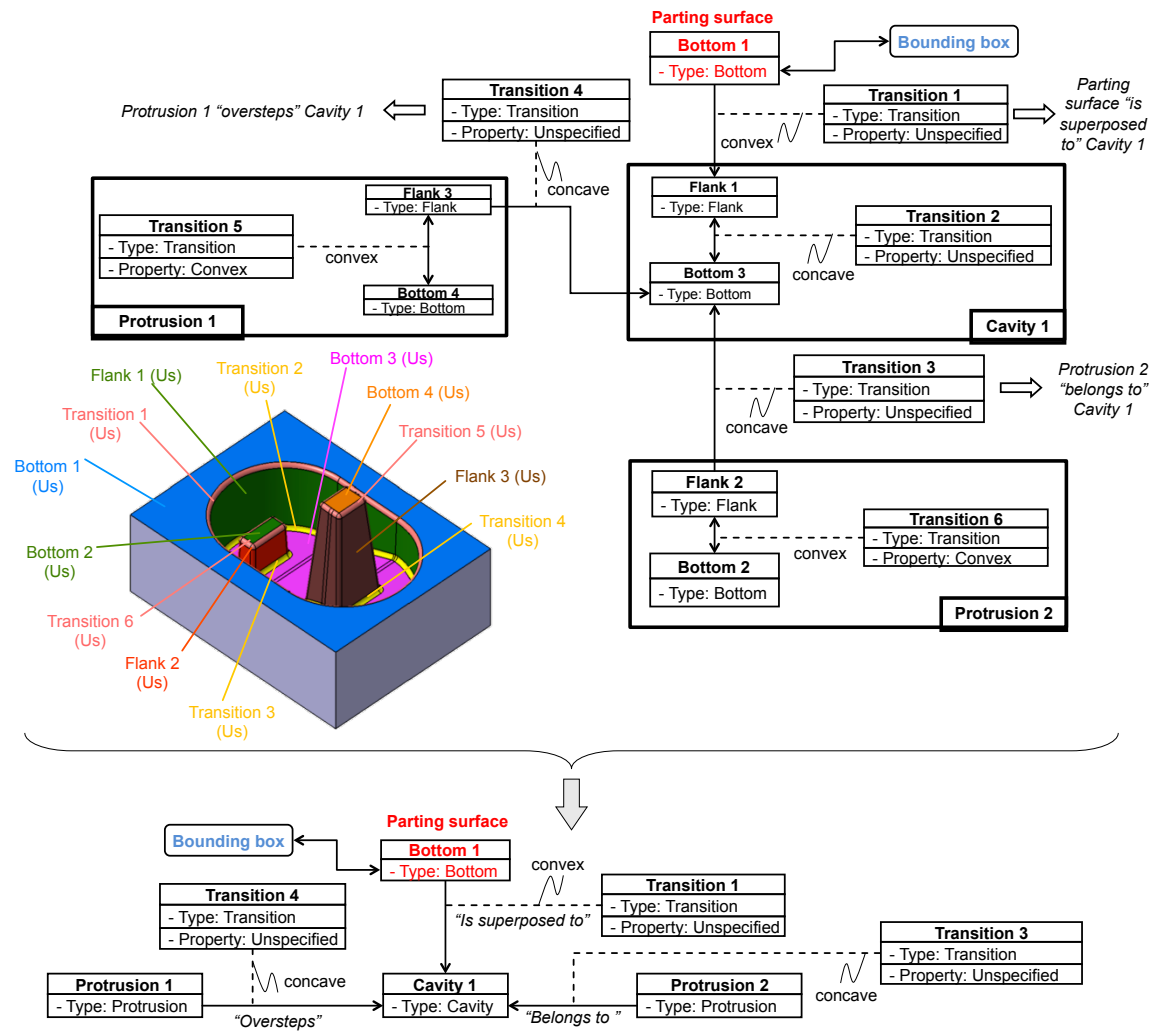 Parting surface
Bottom 1
- Type: Bottom
Bounding box
Transition 4
- Type: Transition
- Property: Unspecified
Protrusion 1 “oversteps” Cavity 1
Transition 1
- Type: Transition
- Property: Unspecified
convex
Parting
surface “is
superposed
to” Cavity 1
concave
Flank 3
- Type: Flank
Transition 5
- Type: Transition
- Property: Convex
convex
Bottom 4
- Type: Bottom
Protrusion 1
Flank 1
- Type: Flank
Transition 2
- Type: Transition
- Property: Unspecified
concave
Bottom 3
- Type: Bottom
Cavity 1
Transition 3
- Type: Transition
- Property: Unspecified
concave
Protrusion 2
“belongs to”
Cavity 1
Flank 2
- Type: Flank
Transition 6
- Type: Transition
- Property: Convex
convex
Bottom 2
- Type: Bottom
Protrusion 2
Bottom 3 (Us)
Transition 2
(Us)
Flank 1 (Us)
Bottom 4 (Us)
Transition 1
(Us)
Transition 5 (Us)
Bottom 1
(Us)
Flank 3 (Us)
Transition 4
(Us)
Bottom 2
(Us)
Transition 6
(Us)
Flank 2
(Us)
Transition 3
(Us)
Parting surface
Bounding box
Bottom 1
- Type: Bottom
convex
Transition 4
- Type: Transition
- Property: Unspecified
Transition 1
- Type: Transition
- Property: Unspecified
“Is superposed to”
Transition 3
- Type: Transition
- Property: Unspecified
concave
concave
Protrusion 1
- Type: Protrusion
Cavity 1
- Type: Cavity
Protrusion 2
- Type: Protrusion
“Oversteps”
“Belongs to ”